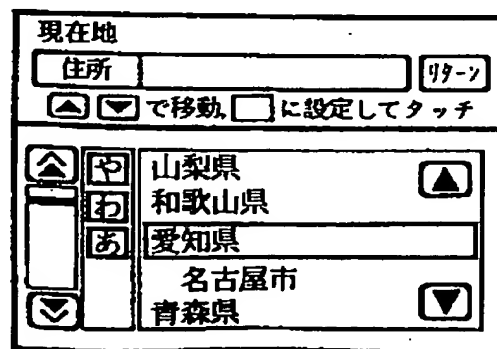 現在地
住所
リターン
▲ ▼ で移動、□ に設定してタッチ
や
わ
あ
山梨県
和歌山県
愛知県
名古屋市
青森県